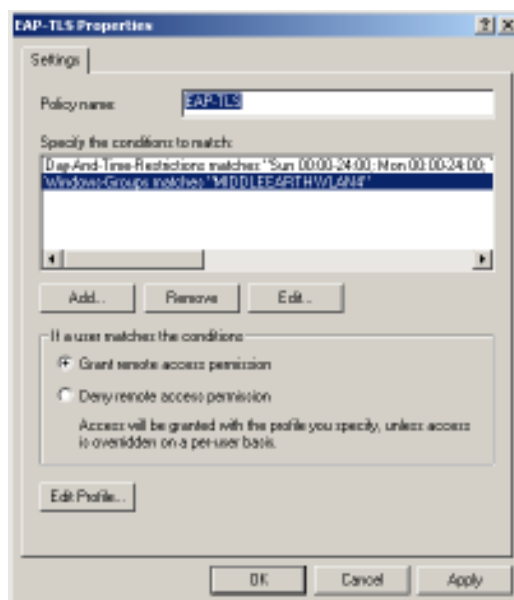 EAP-TLS Properties
Settings
Policy name:
EAP-TLS
Specify the conditions to match:
Day-And-Time-Restrictions matches "Sun 00:00-24:00; Mon 00:00-24:00;
Windows-Groups matches "MIDDLEEARTH\WLAN4"
Add...
Remove
Edit...
If a user matches the conditions
Grant remote access permission
Deny remote access permission
Access will be granted with the profile you specify, unless access
is overridden on a per-user basis.
Edit Profile...
OK
Cancel
Apply